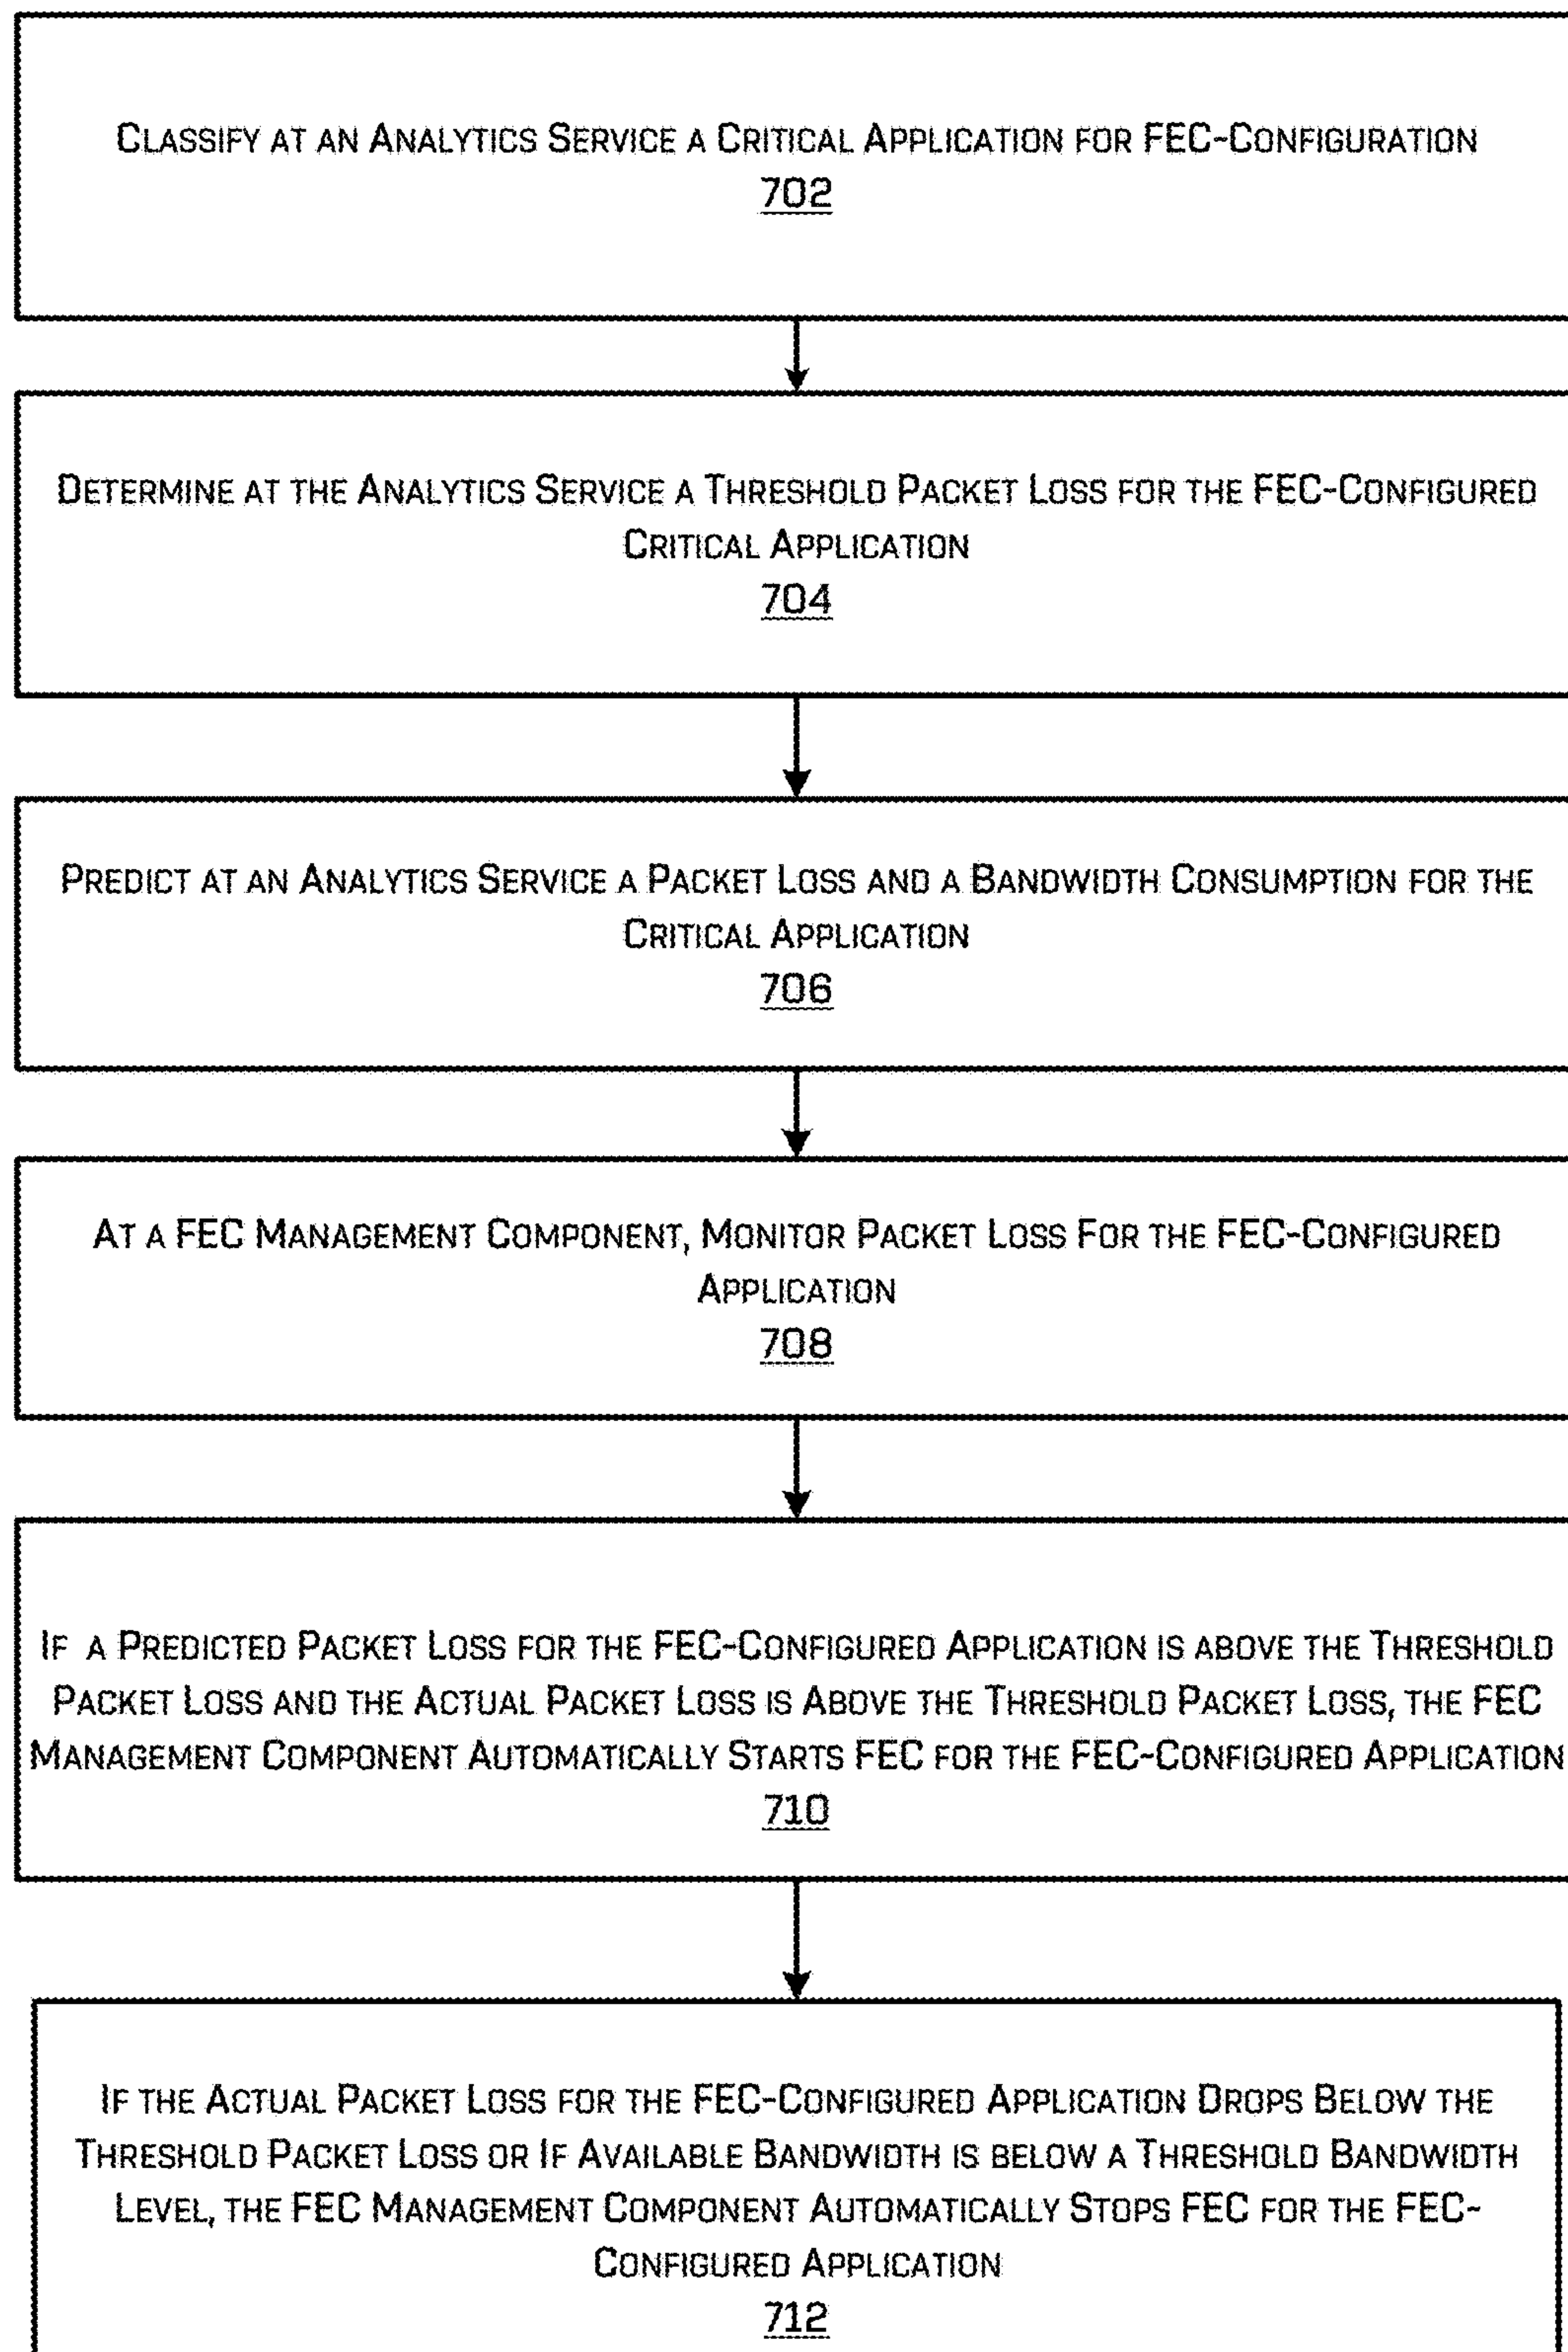 Classify at an Analytics Service a Critical Application for FEC-Configuration
702
Determine at the Analytics Service a Threshold Packet Loss for the FEC-Configured
Critical Application
704
Predict at an Analytics Service a Packet Loss and a Bandwidth Consumption for the
Critical Application
706
At a FEC Management Component, Monitor Packet Loss For the FEC-Configured
Application
708
If a Predicted Packet Loss for the FEC-Configured Application is above the Threshold
Packet Loss and the Actual Packet Loss is Above the Threshold Packet Loss, the FEC
Management Component Automatically Starts FEC for the FEC-Configured Application
710
If the Actual Packet Loss for the FEC-Configured Application Drops Below the
Threshold Packet Loss or If Available Bandwidth is below a Threshold Bandwidth
Level, the FEC Management Component Automatically Stops FEC for the FEC-
Configured Application
712